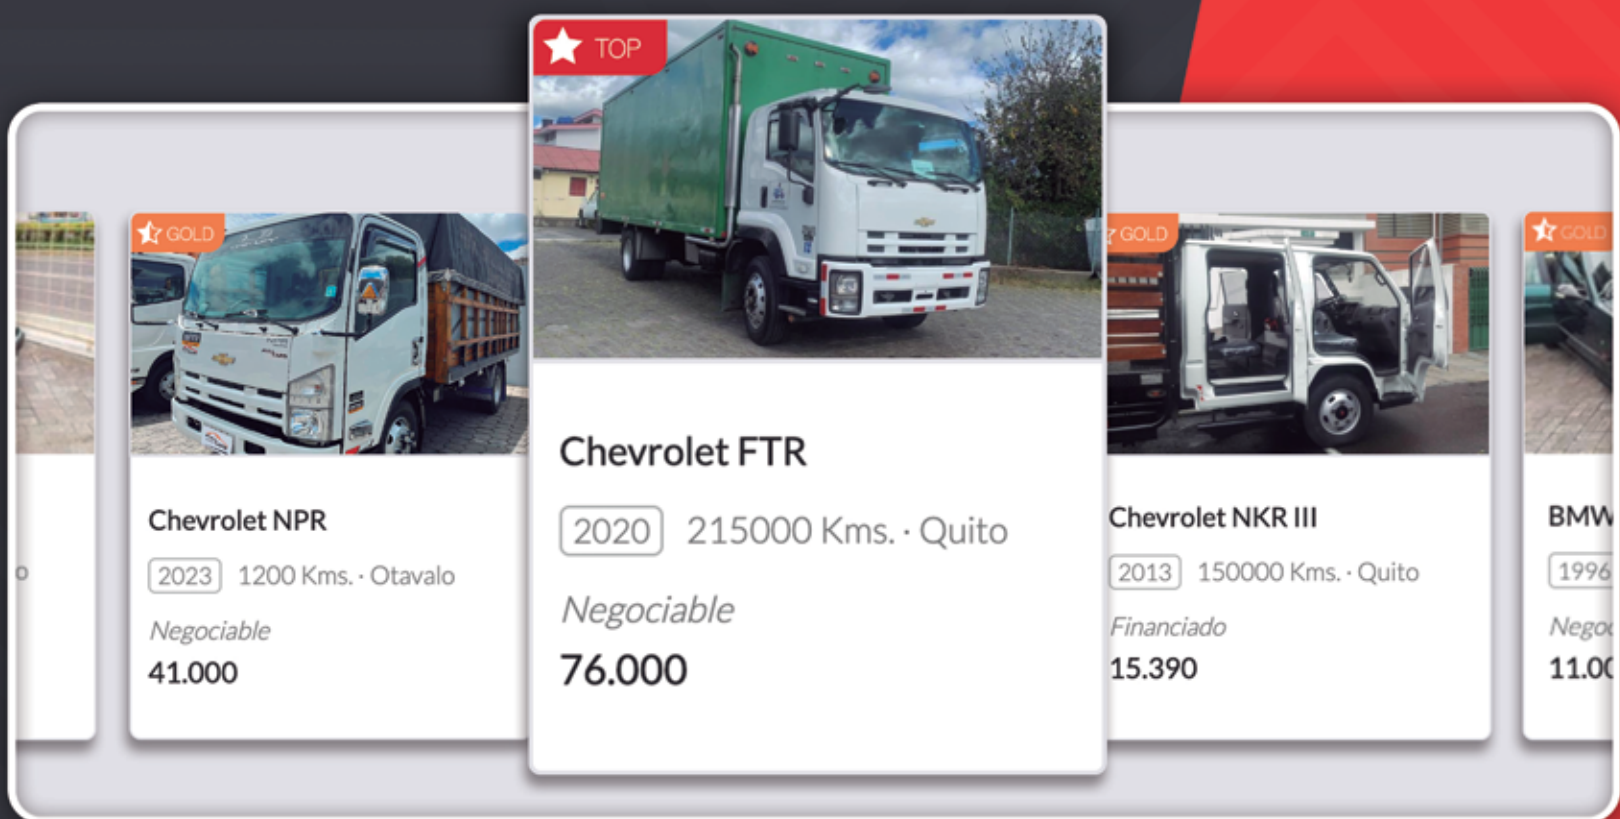 TOP
GOLD
Chevrolet NPR
2023 1200 Kms. · Otavalo
Negociable
41.000
Chevrolet FTR
2020 215000 Kms. · Quito
Negociable
76.000
GOLD
Chevrolet NKR III
2013 150000 Kms. · Quito
Financiado
15.390
GOLD
BMW
1996